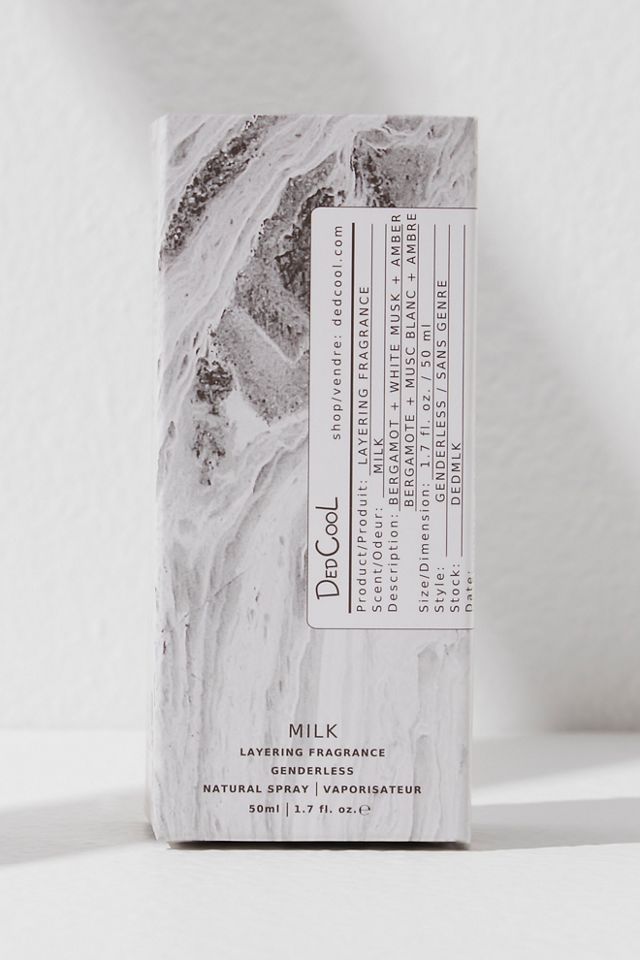 DEDCOOL shop/vendre: dedcool.com
Product/Produit: LAYERING FRAGRANCE
Scent/Odeur: MILK
Description: BERGAMOT + WHITE MUSK + AMBER
BERGAMOTE + MUSC BLANC + AMBRE
Size/Dimension: 1.7 fl. oz. / 50 ml
Style: GENDERLESS / SANS GENRE
Stock: DEDMLK
Date:
MILK
LAYERING FRAGRANCE
GENDERLESS
NATURAL SPRAY | VAPORISATEUR
50ml | 1.7 fl. oz.℮